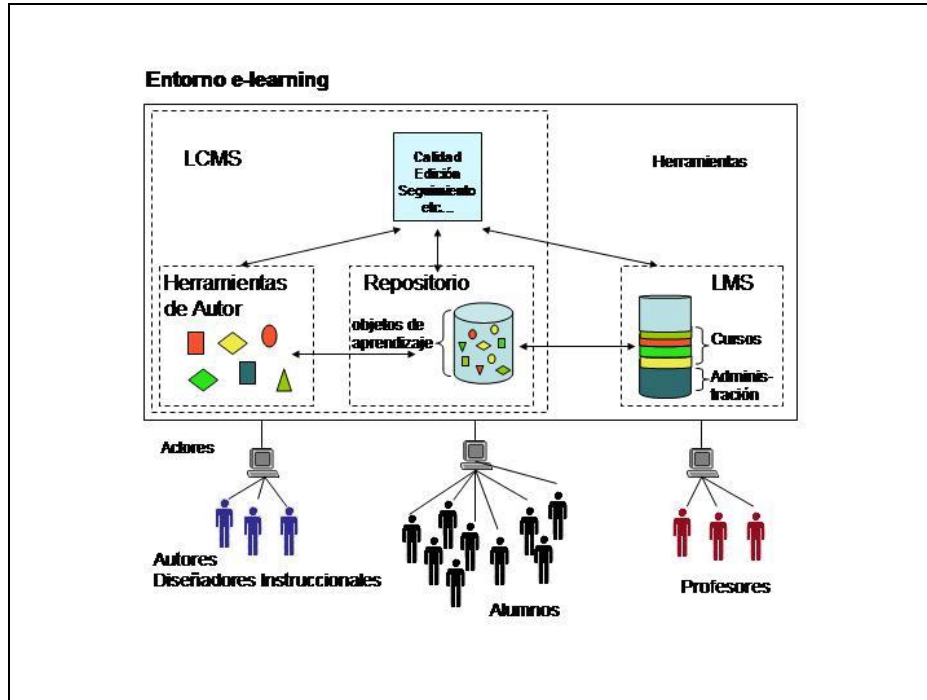 Entorno e-learning
LCMS
Calidad
Edición
Seguimiento
etc...
Herramientas
Herramientas
de Autor
Repositorio
LMS
objetos de
aprendizaje
Cursos
Adminis-
tración
Actores
Autores
Diseñadores Instruccionales
Alumnos
Profesores